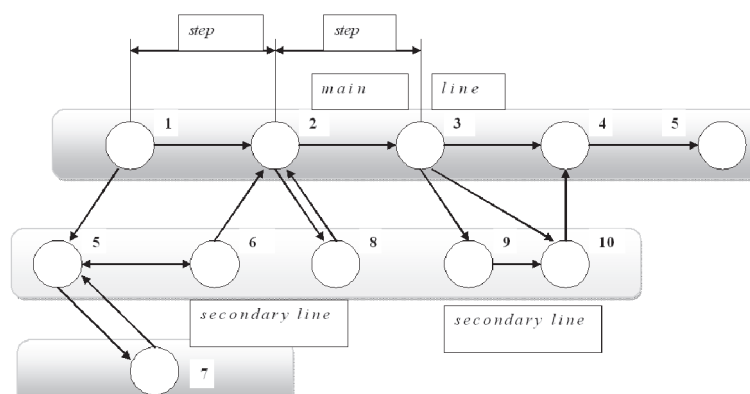 step step
main line
1 2 3 4 5
5 6 8 9 10
secondary line secondary line
7